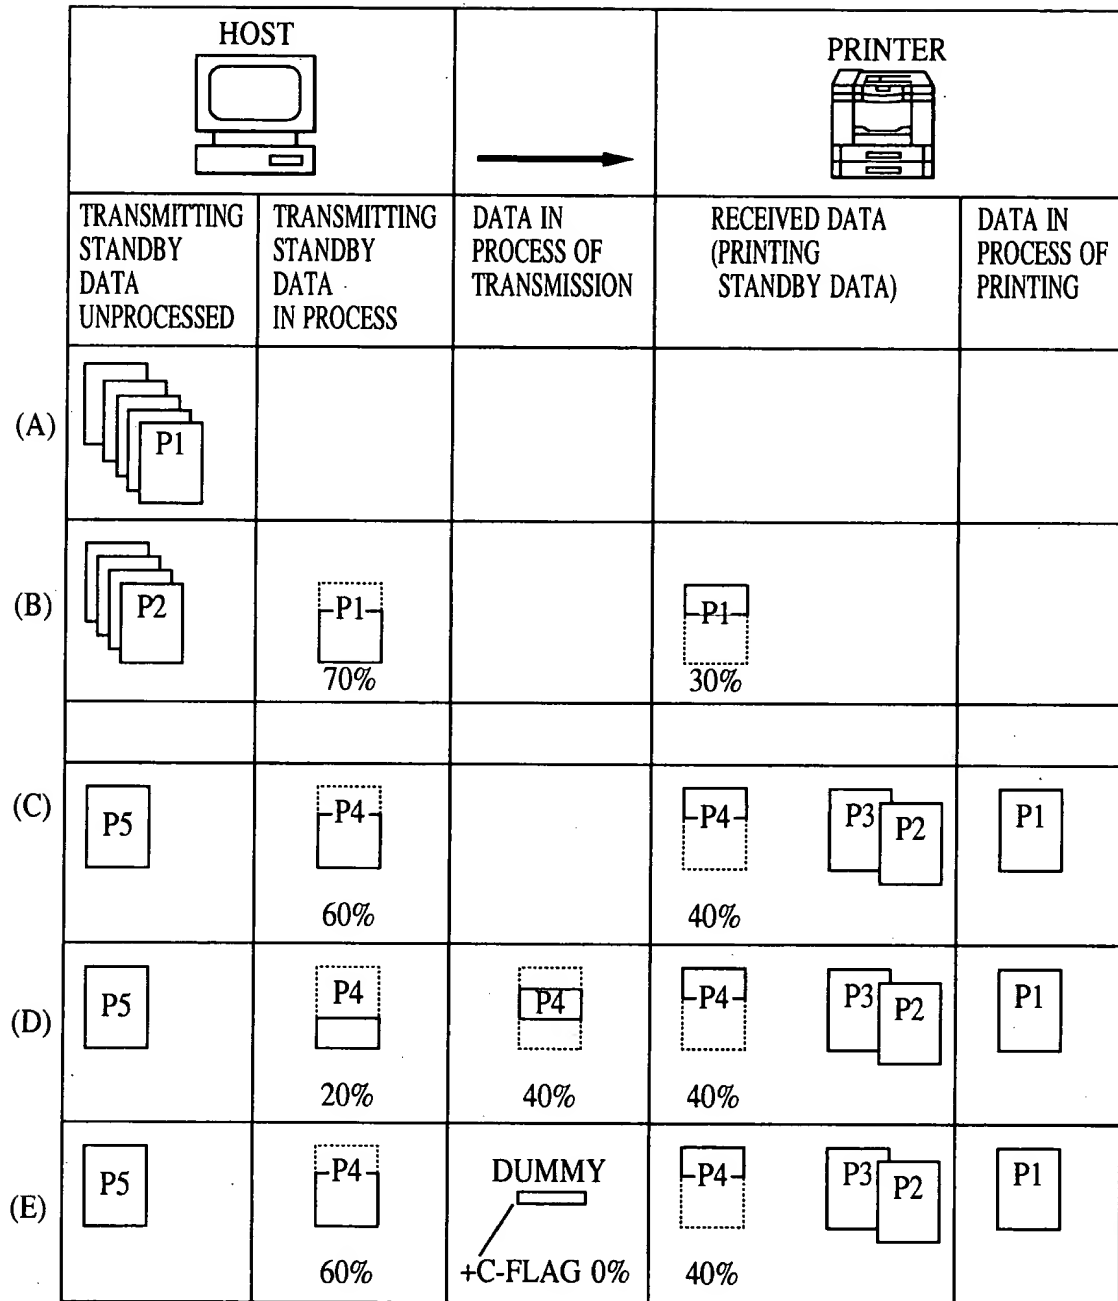 HOST
PRINTER
TRANSMITTING
STANDBY
DATA
UNPROCESSED
TRANSMITTING
STANDBY
DATA
IN PROCESS
DATA IN
PROCESS OF
TRANSMISSION
RECEIVED DATA
(PRINTING
STANDBY DATA)
DATA IN
PROCESS OF
PRINTING
(A)
P1
(B)
P2
P1
70%
P1
30%
(C)
P5
P4
60%
P4
40%
P3
P2
P1
(D)
P5
P4
20%
P4
40%
P4
40%
P3
P2
P1
(E)
P5
P4
60%
DUMMY
+C-FLAG 0%
P4
40%
P3
P2
P1